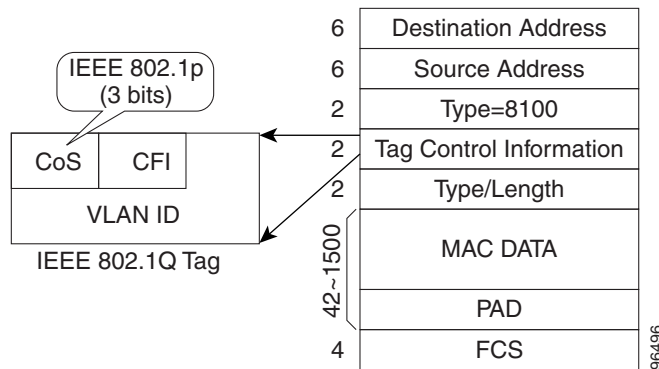 IEEE 802.1p
(3 bits)
CoS CFI
VLAN ID
IEEE 802.1Q Tag
6 Destination Address
6 Source Address
2 Type=8100
2 Tag Control Information
2 Type/Length
42~1500
MAC DATA
PAD
4 FCS
96496